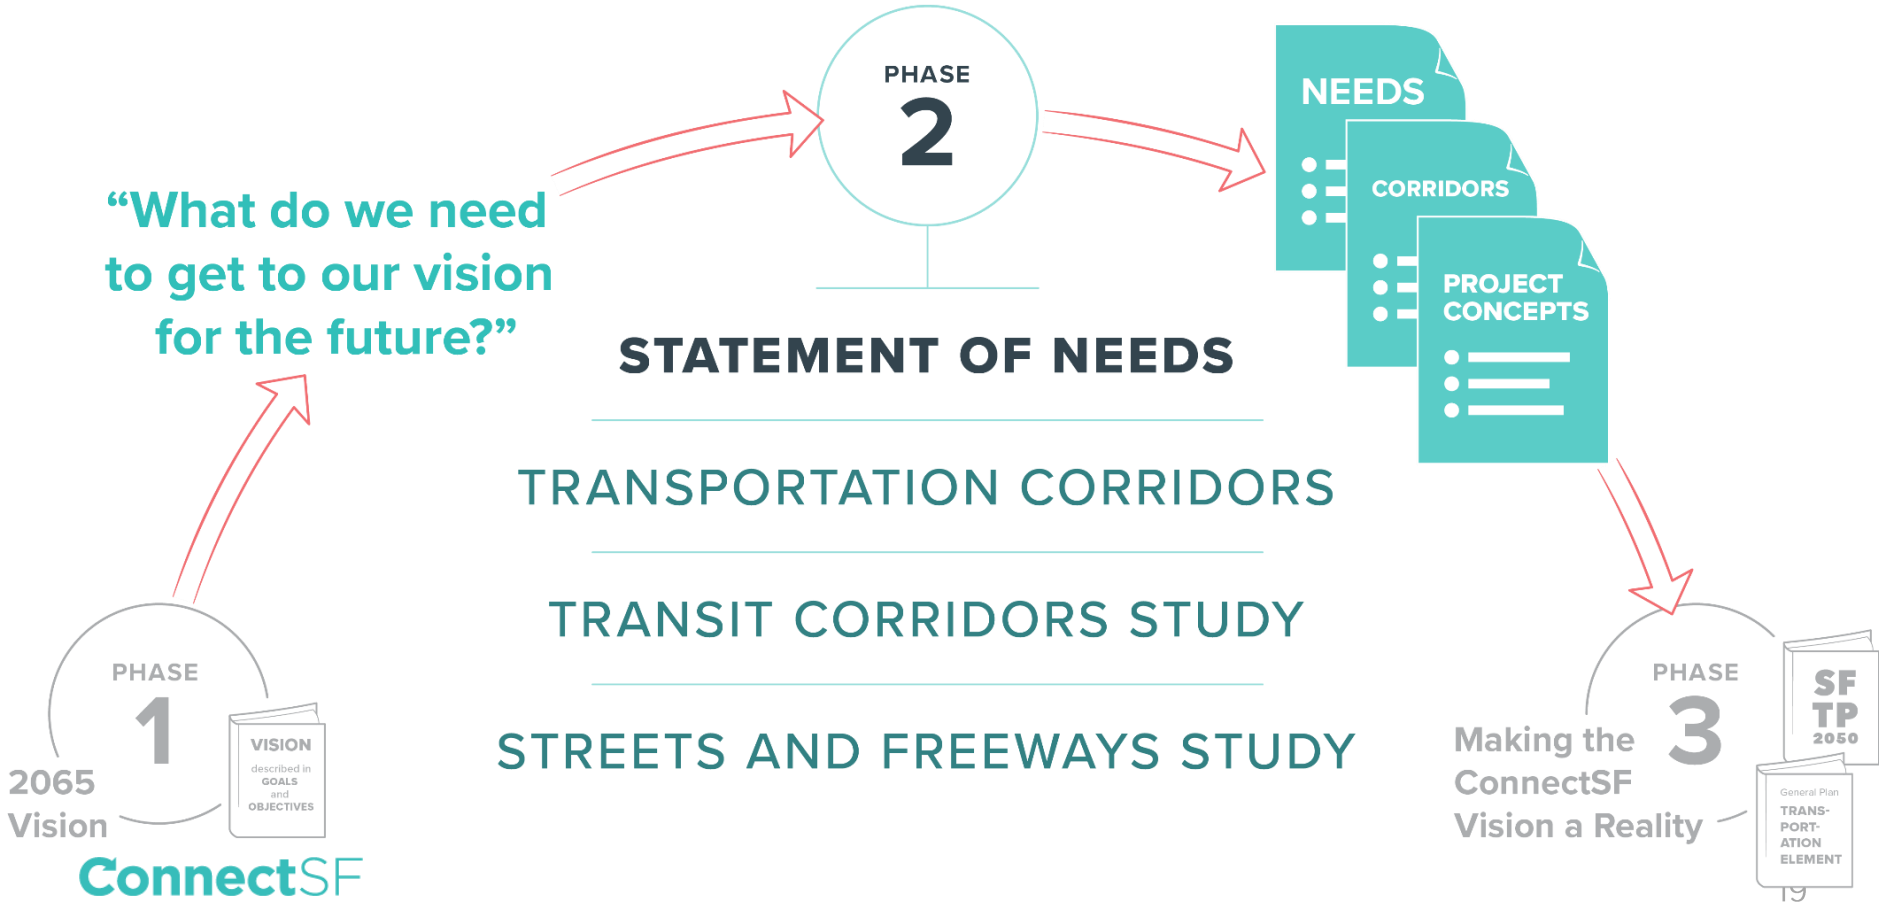 PHASE
2
NEEDS
CORRIDORS
PROJECT
CONCEPTS
“What do we need
to get to our vision
for the future?”
STATEMENT OF NEEDS
TRANSPORTATION CORRIDORS
TRANSIT CORRIDORS STUDY
STREETS AND FREEWAYS STUDY
PHASE
1
2065
Vision
VISION
described in
GOALS
and
OBJECTIVES
PHASE
3
Making the
ConnectSF
Vision a Reality
SF
TP
2050
General Plan
TRANS-
PORT-
ATION
ELEMENT
ConnectSF
19